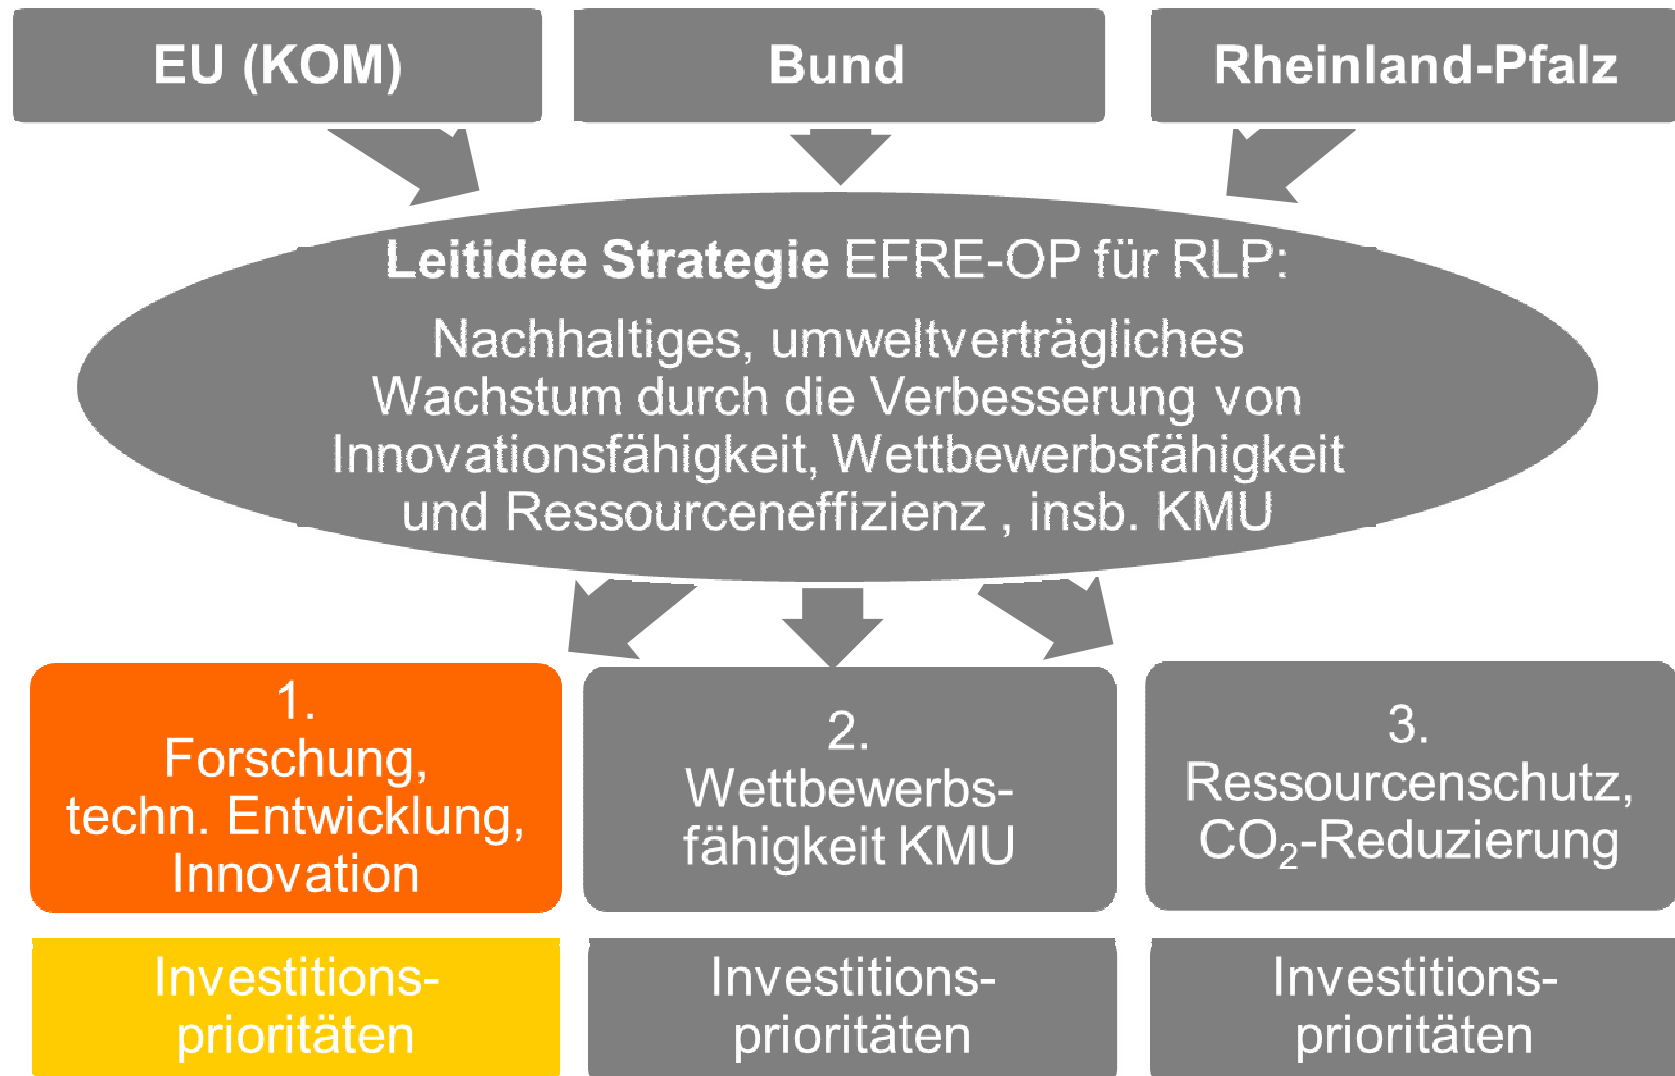 EU (KOM)
Bund
Rheinland-Pfalz
Leitidee Strategie EFRE-OP für RLP:
Nachhaltiges, umweltverträgliches
Wachstum durch die Verbesserung von
Innovationsfähigkeit, Wettbewerbsfähigkeit
und Ressourceneffizienz , insb. KMU
1.
Forschung,
techn. Entwicklung,
Innovation
2.
Wettbewerbs-
fähigkeit KMU
3.
Ressourcenschutz,
CO₂-Reduzierung
Investitions-
prioritäten
Investitions-
prioritäten
Investitions-
prioritäten